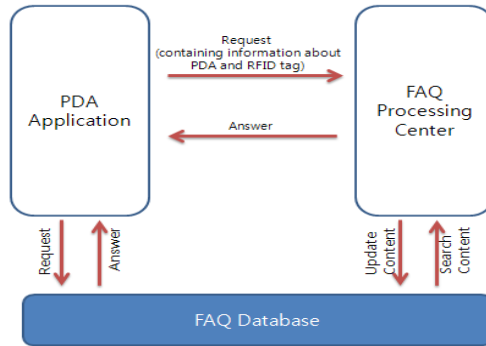 Request
(containing information about
PDA and RFID tag)
PDA
Application
FAQ
Processing
Center
Answer
Request
Answer
Update
Content
Search
Content
FAQ Database